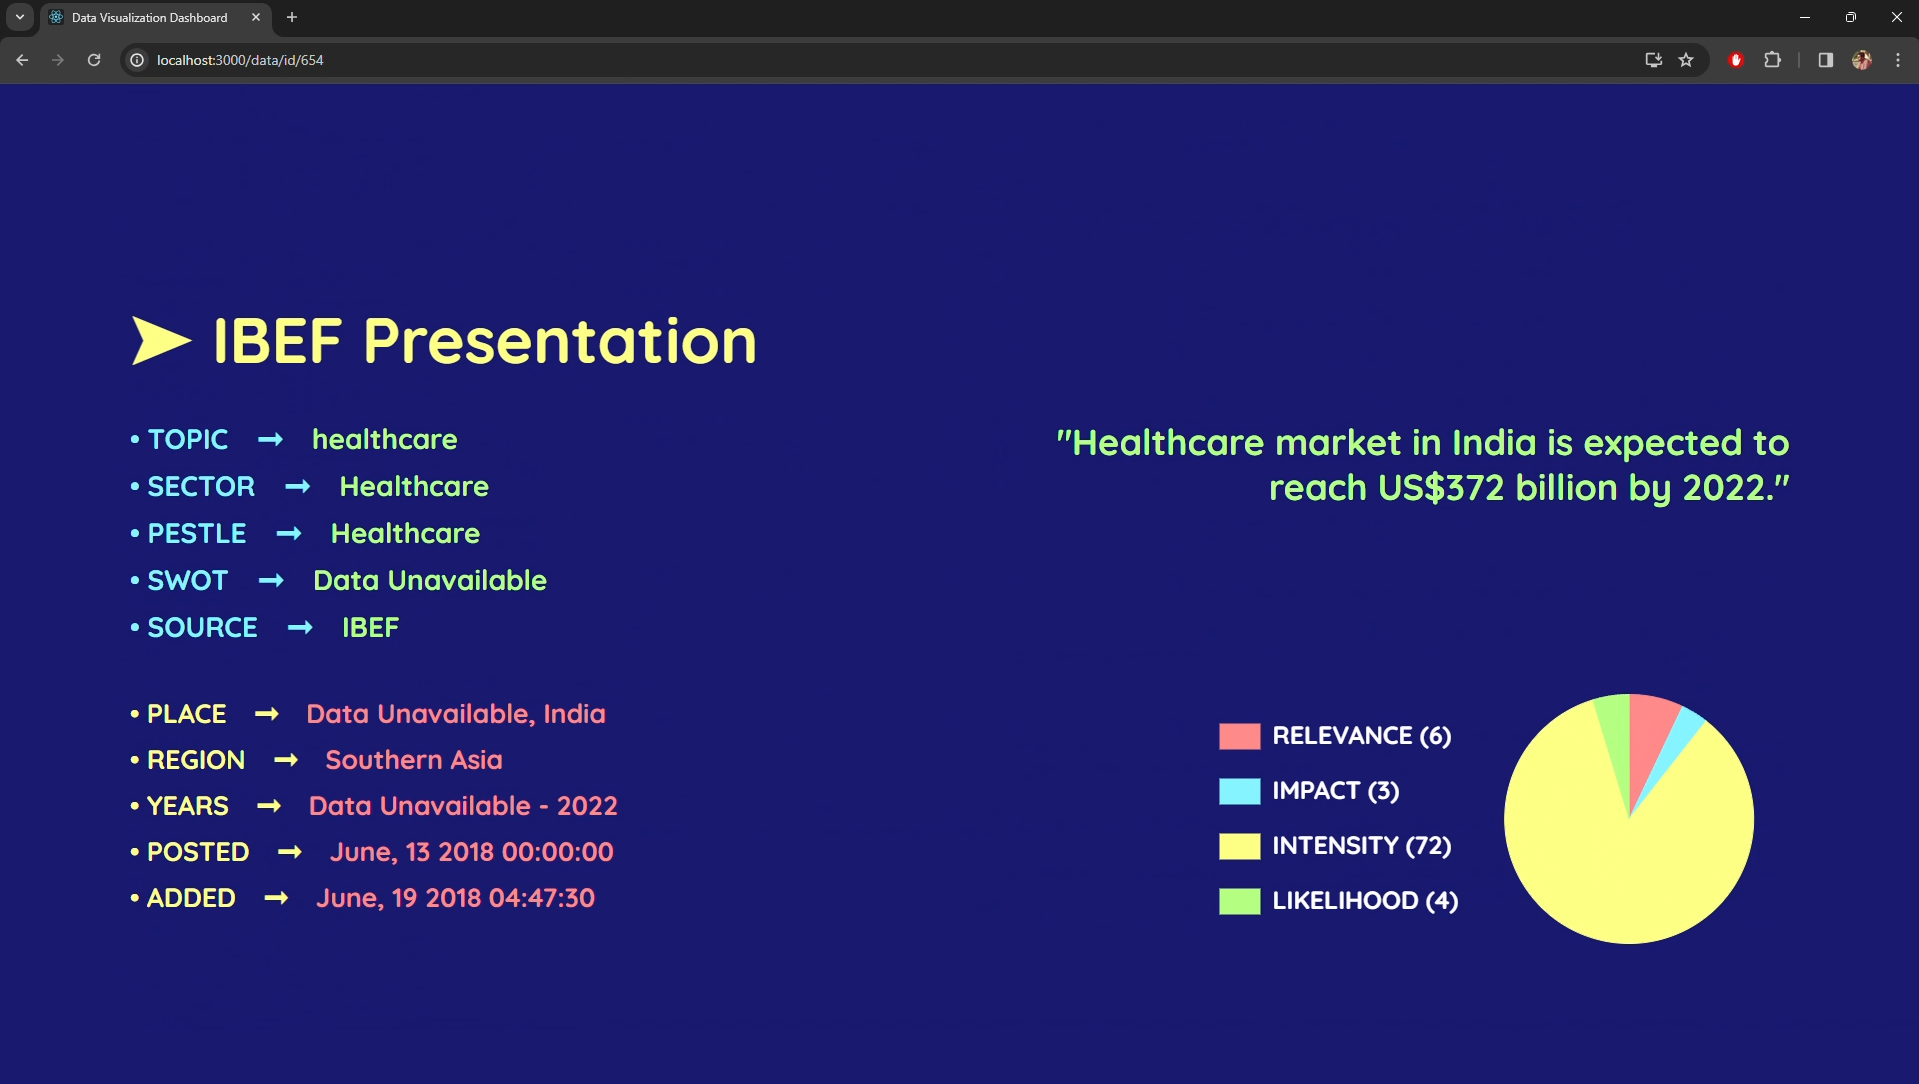 Data Visualization Dashboard
localhost:3000/data/id/654
➤ IBEF Presentation
• TOPIC → healthcare
• SECTOR → Healthcare
• PESTLE → Healthcare
• SWOT → Data Unavailable
• SOURCE → IBEF
"Healthcare market in India is expected to
reach US$372 billion by 2022."
• PLACE → Data Unavailable, India
• REGION → Southern Asia
• YEARS → Data Unavailable - 2022
• POSTED → June, 13 2018 00:00:00
• ADDED → June, 19 2018 04:47:30
RELEVANCE (6)
IMPACT (3)
INTENSITY (72)
LIKELIHOOD (4)